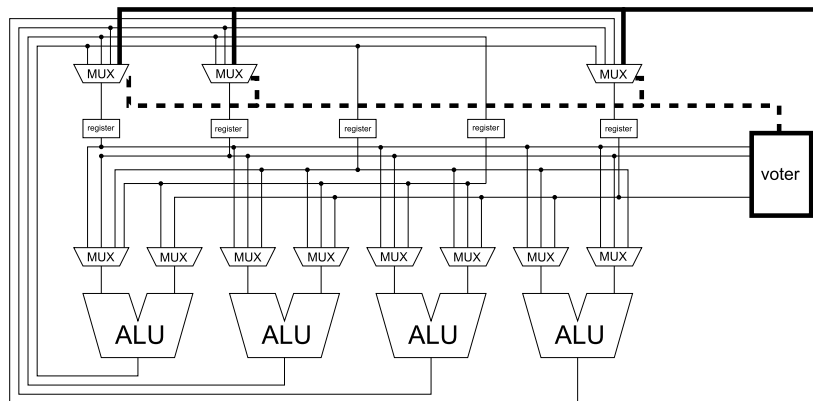 MUX MUX MUX
register register register register register
voter
MUX MUX MUX MUX MUX MUX MUX MUX
ALU ALU ALU ALU